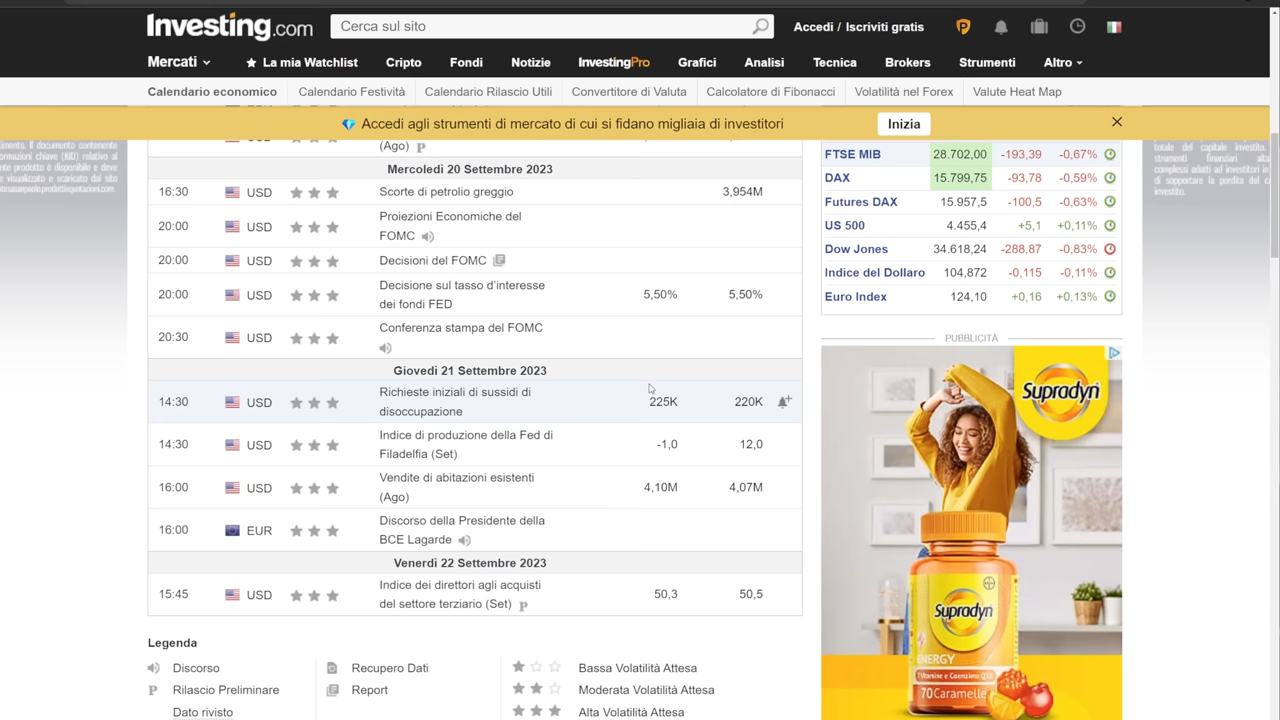 Investing.com
Cerca sul sito
Accedi / Iscriviti gratis
Mercati
La mia Watchlist
Cripto
Fondi
Notizie
InvestingPro
Grafici
Analisi
Tecnica
Brokers
Strumenti
Altro
Calendario economico
Calendario Festività
Calendario Rilascio Utili
Convertitore di Valuta
Calcolatore di Fibonacci
Volatilità nel Forex
Valute Heat Map
Accedi agli strumenti di mercato di cui si fidano migliaia di investitori
Inizia
(Ago) P
Mercoledì 20 Settembre 2023
16:30 USD Scorte di petrolio greggio 3,954M
20:00 USD Proiezioni Economiche del
FOMC
20:00 USD Decisioni del FOMC
20:00 USD Decisione sul tasso d'interesse 5,50% 5,50%
dei fondi FED
20:30 USD Conferenza stampa del FOMC
Giovedì 21 Settembre 2023
14:30 USD Richieste iniziali di sussidi di 225K 220K
disoccupazione
14:30 USD Indice di produzione della Fed di -1,0 12,0
Filadelfia (Set)
16:00 USD Vendite di abitazioni esistenti 4,10M 4,07M
(Ago)
16:00 EUR Discorso della Presidente della
BCE Lagarde
Venerdì 22 Settembre 2023
15:45 USD Indice dei direttori agli acquisti 50,3 50,5
del settore terziario (Set) P
Legenda
Discorso
Recupero Dati
Bassa Volatilità Attesa
P Rilascio Preliminare
Report
Moderata Volatilità Attesa
Dato rivisto
Alta Volatilità Attesa
FTSE MIB 28.702,00 -193,39 -0,67%
DAX 15.799,75 -93,78 -0,59%
Futures DAX 15.957,5 -100,5 -0,63%
US 500 4.455,4 +5,1 +0,11%
Dow Jones 34.618,24 -288,87 -0,83%
Indice del Dollaro 104,872 -0,115 -0,11%
Euro Index 124,10 +0,16 +0,13%
PUBBLICITÀ
Supradyn
Supradyn
ENERGY
70 Caramelle